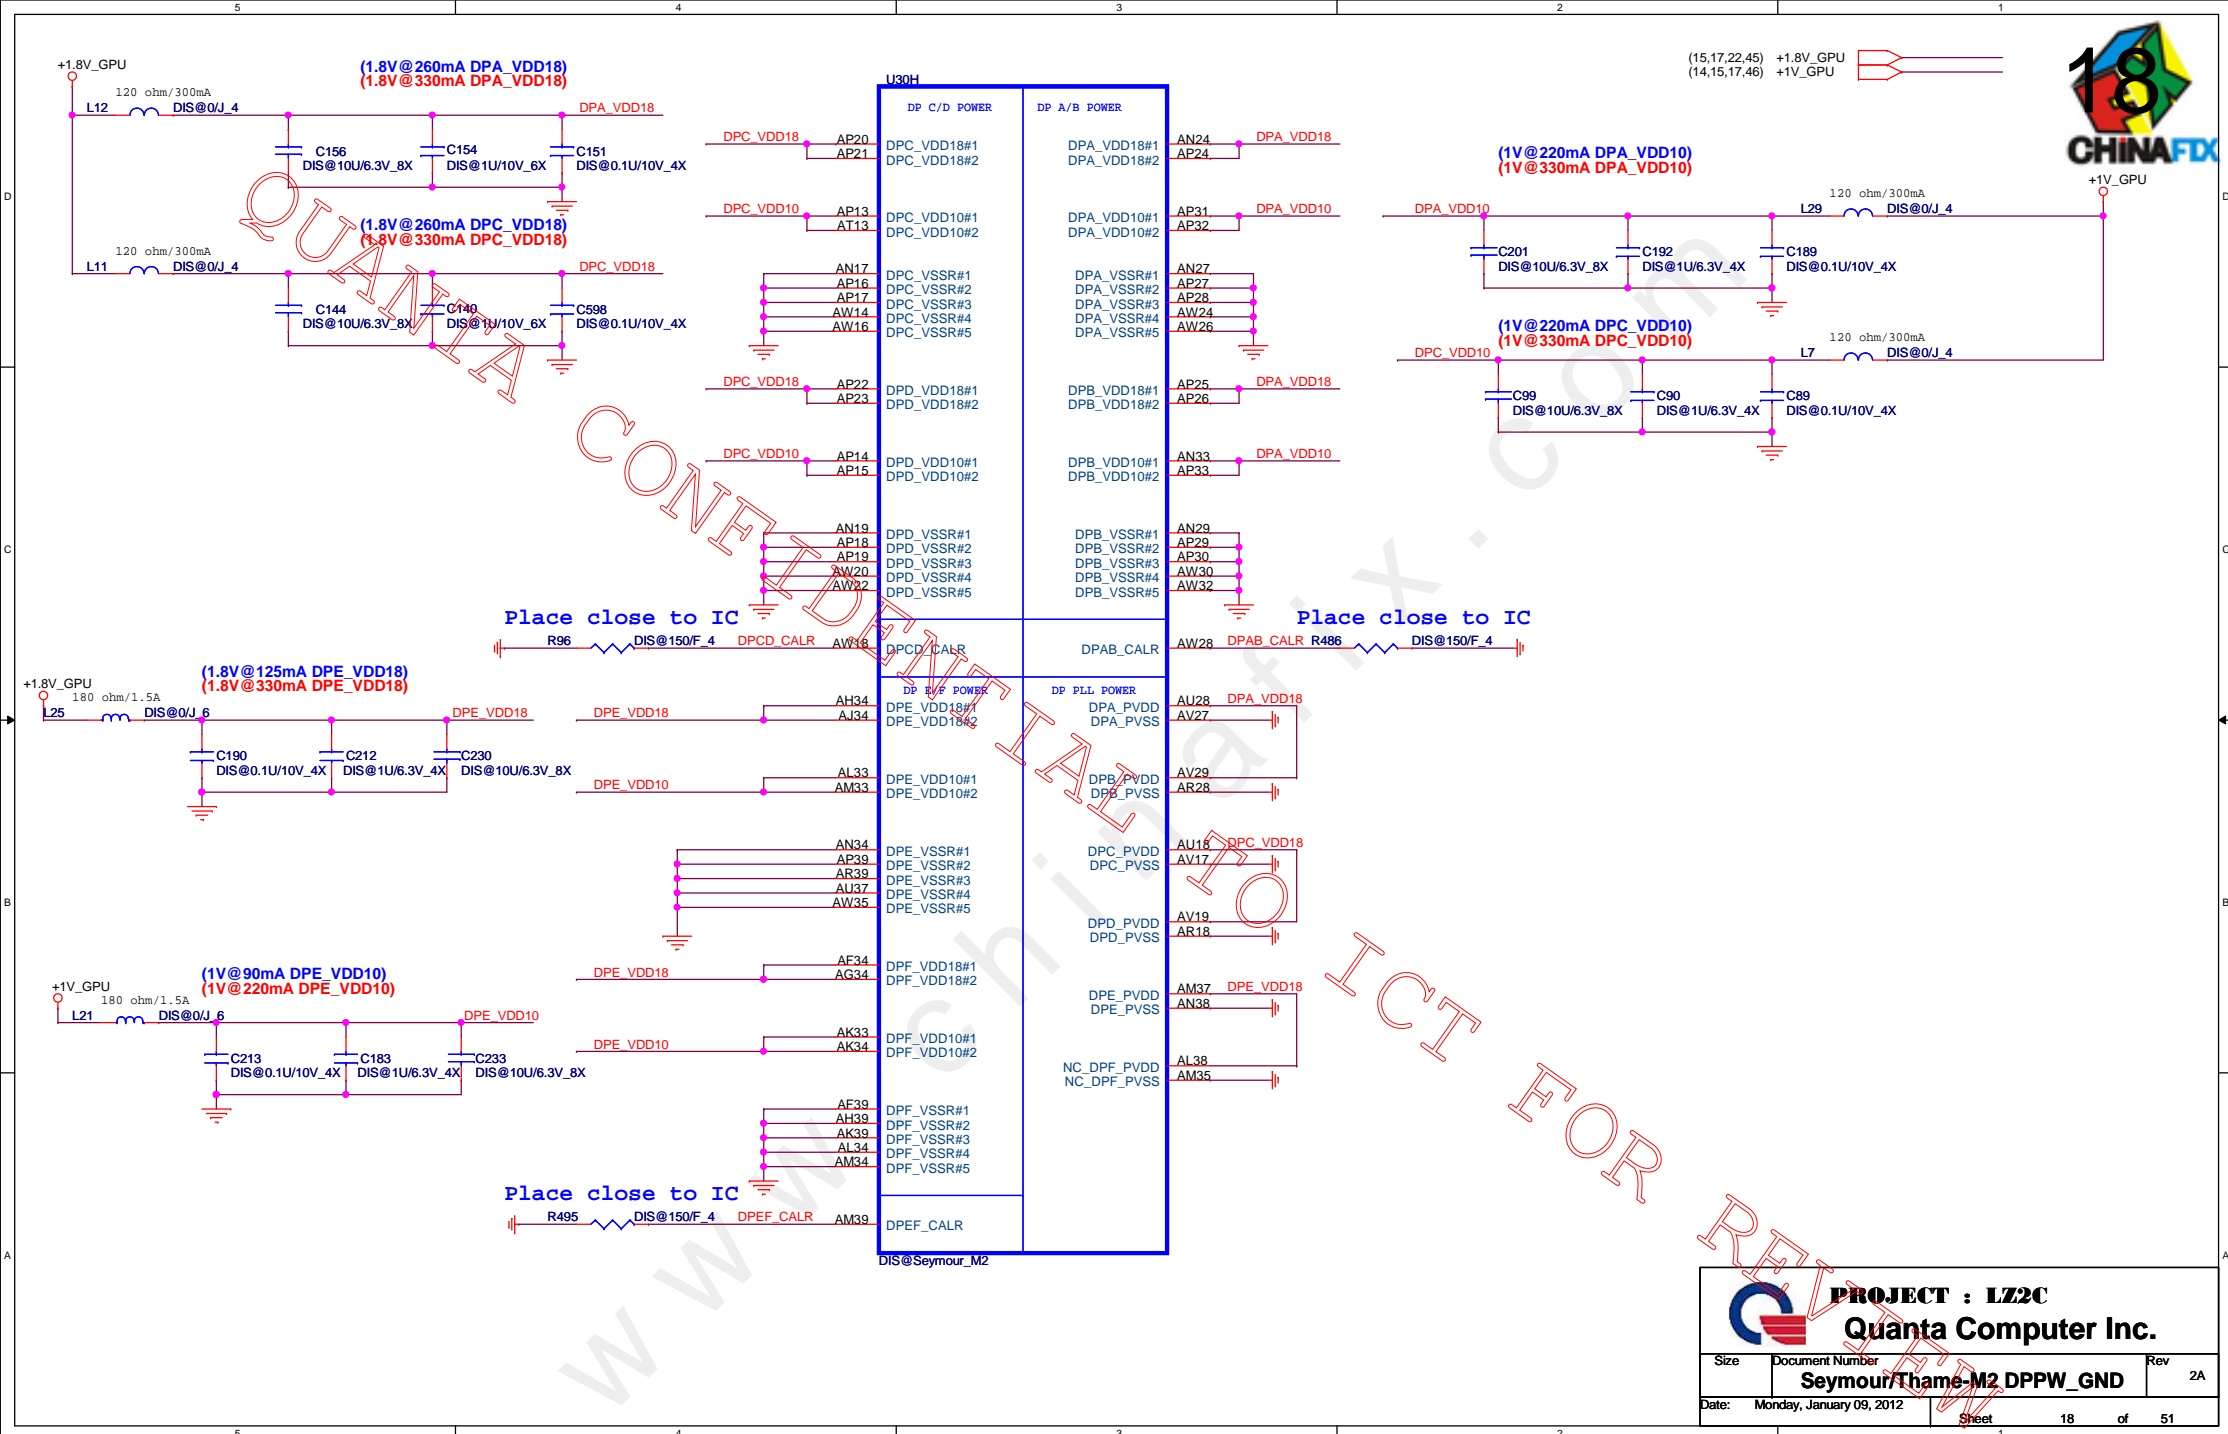 5 4 3 2 1
+1.8V_GPU
(1.8V@260mA DPA_VDD18)
(1.8V@330mA DPA_VDD18)
120 ohm/300mA
L12 DIS@0/J_4 DPA_VDD18
C156
DIS@10U/6.3V_8X
C154
DIS@1U/10V_6X
C151
DIS@0.1U/10V_4X
(1.8V@260mA DPC_VDD18)
(1.8V@330mA DPC_VDD18)
120 ohm/300mA
L11 DIS@0/J_4 DPC_VDD18
C144
DIS@10U/6.3V_8X
C140
DIS@1U/10V_6X
C598
DIS@0.1U/10V_4X
(15,17,22,45) +1.8V_GPU
(14,15,17,46) +1V_GPU
18
CHINAFIX
U30H
DP C/D POWER DP A/B POWER
DPC_VDD18 AP20 DPC_VDD18#1 DPA_VDD18#1 AN24 DPA_VDD18
AP21 DPC_VDD18#2 DPA_VDD18#2 AP24
DPC_VDD10 AP13 DPC_VDD10#1 DPA_VDD10#1 AP31 DPA_VDD10
AT13 DPC_VDD10#2 DPA_VDD10#2 AP32
AN17 DPC_VSSR#1 DPA_VSSR#1 AN27
AP16 DPC_VSSR#2 DPA_VSSR#2 AP27
AP17 DPC_VSSR#3 DPA_VSSR#3 AP28
AW14 DPC_VSSR#4 DPA_VSSR#4 AW24
AW16 DPC_VSSR#5 DPA_VSSR#5 AW26
DPC_VDD18 AP22 DPD_VDD18#1 DPB_VDD18#1 AP25 DPA_VDD18
AP23 DPD_VDD18#2 DPB_VDD18#2 AP26
DPC_VDD10 AP14 DPD_VDD10#1 DPB_VDD10#1 AN33 DPA_VDD10
AP15 DPD_VDD10#2 DPB_VDD10#2 AP33
AN19 DPD_VSSR#1 DPB_VSSR#1 AN29
AP18 DPD_VSSR#2 DPB_VSSR#2 AP29
AP19 DPD_VSSR#3 DPB_VSSR#3 AP30
AW20 DPD_VSSR#4 DPB_VSSR#4 AW30
AW22 DPD_VSSR#5 DPB_VSSR#5 AW32
Place close to IC
R96 DIS@150/F_4 DPCD_CALR AW18 DPCD_CALR
Place close to IC
DPAB_CALR AW28 DPAB_CALR R486 DIS@150/F_4
(1V@220mA DPA_VDD10)
(1V@330mA DPA_VDD10)
+1V_GPU
120 ohm/300mA
DPA_VDD10 L29 DIS@0/J_4
C201
DIS@10U/6.3V_8X
C192
DIS@1U/6.3V_4X
C189
DIS@0.1U/10V_4X
(1V@220mA DPC_VDD10)
(1V@330mA DPC_VDD10)
120 ohm/300mA
DPC_VDD10 L7 DIS@0/J_4
C99
DIS@10U/6.3V_8X
C90
DIS@1U/6.3V_4X
C89
DIS@0.1U/10V_4X
(1.8V@125mA DPE_VDD18)
(1.8V@330mA DPE_VDD18)
+1.8V_GPU
180 ohm/1.5A
L25 DIS@0/J_6 DPE_VDD18
C190
DIS@0.1U/10V_4X
C212
DIS@1U/6.3V_4X
C230
DIS@10U/6.3V_8X
(1V@90mA DPE_VDD10)
(1V@220mA DPE_VDD10)
+1V_GPU
180 ohm/1.5A
L21 DIS@0/J_6 DPE_VDD10
C213
DIS@0.1U/10V_4X
C183
DIS@1U/6.3V_4X
C233
DIS@10U/6.3V_8X
DP E/F POWER DP PLL POWER
AH34 DPE_VDD18#1 DPA_PVDD AU28 DPA_VDD18
DPE_VDD18 AJ34 DPE_VDD18#2 DPA_PVSS AV27
AL33 DPE_VDD10#1 DPB_PVDD AV29
DPE_VDD10 AM33 DPE_VDD10#2 DPB_PVSS AR28
AN34 DPE_VSSR#1 DPC_PVDD AU18 DPC_VDD18
AP39 DPE_VSSR#2 DPC_PVSS AV17
AR39 DPE_VSSR#3
AU37 DPE_VSSR#4
AW35 DPE_VSSR#5
DPD_PVDD AV19
DPD_PVSS AR18
AF34 DPF_VDD18#1
DPE_VDD18 AG34 DPF_VDD18#2
DPE_PVDD AM37 DPE_VDD18
DPE_PVSS AN38
AK33 DPF_VDD10#1
DPE_VDD10 AK34 DPF_VDD10#2
NC_DPF_PVDD AL38
NC_DPF_PVSS AM35
AF39 DPF_VSSR#1
AH39 DPF_VSSR#2
AK39 DPF_VSSR#3
AL34 DPF_VSSR#4
AM34 DPF_VSSR#5
Place close to IC
R495 DIS@150/F_4 DPEF_CALR AM39 DPEF_CALR
DIS@Seymour_M2
QUANTA CONFIDENTIAL TO ICT FOR REVIEW
www.chinafix.com
D D
C C
B B
A A
PROJECT : LZ2C
Quanta Computer Inc.
Size Document Number Rev
Seymour/Thame-M2 DPPW_GND 2A
Date: Monday, January 09, 2012 Sheet 18 of 51
5 4 3 2 1